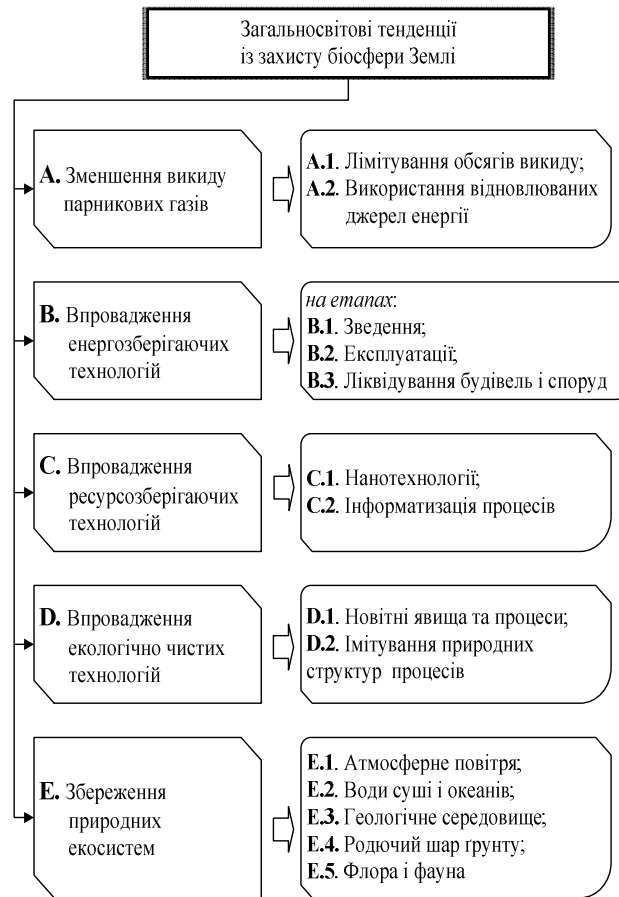 Загальносвітові тенденції
із захисту біосфери Землі
A. Зменшення викиду
парникових газів
A.1. Лімітування обсягів викиду;
A.2. Використання відновлюваних
джерел енергії
B. Впровадження
енергозберігаючих
технологій
на етапах:
B.1. Зведення;
B.2. Експлуатації;
B.3. Ліквідування будівель і споруд
C. Впровадження
ресурсозберігаючих
технологій
C.1. Нанотехнології;
C.2. Інформатизація процесів
D. Впровадження
екологічно чистих
технологій
D.1. Новітні явища та процеси;
D.2. Імітування природних
структур процесів
E. Збереження
природних
екосистем
E.1. Атмосферне повітря;
E.2. Води суші і океанів;
E.3. Геологічне середовище;
E.4. Родючий шар ґрунту;
E.5. Флора і фауна